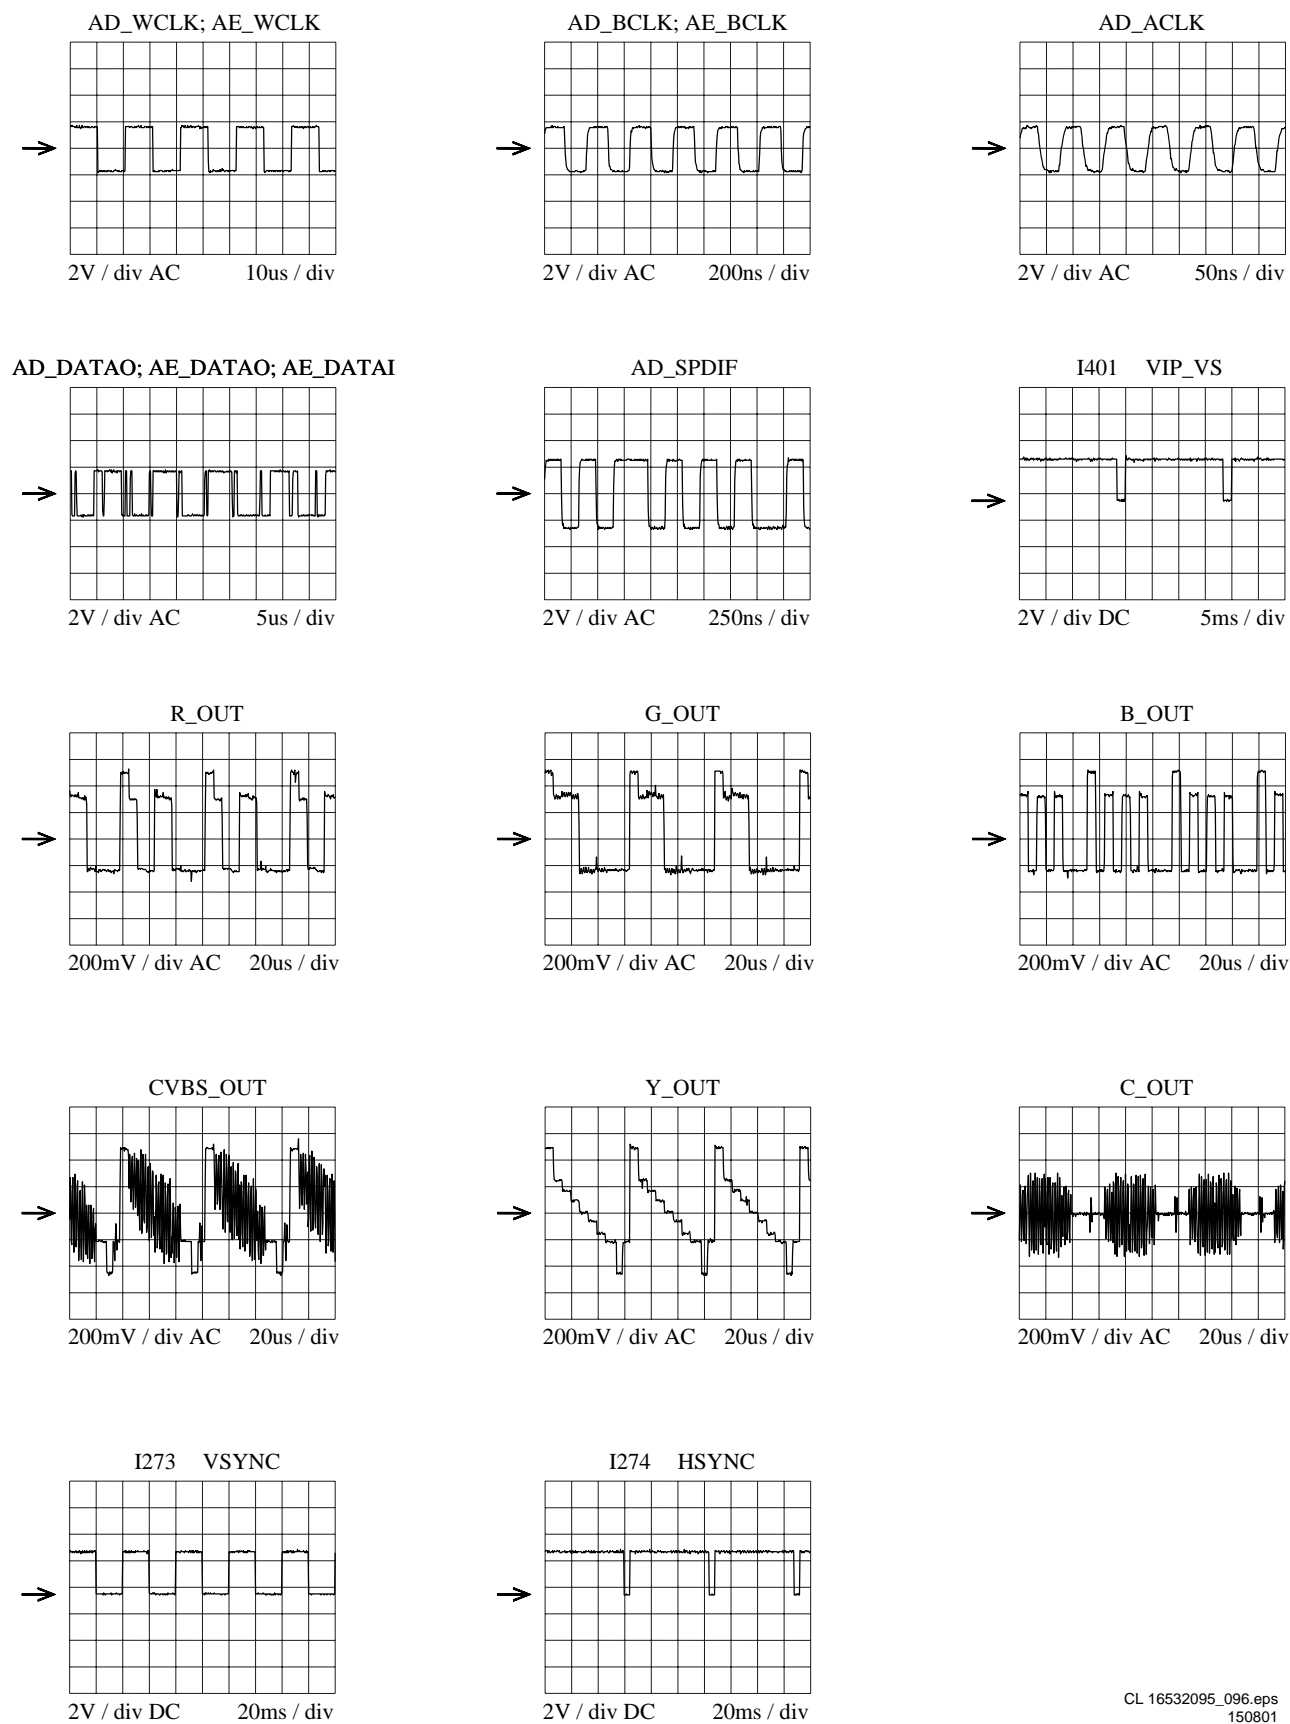 AD_WCLK; AE_WCLK
AD_BCLK; AE_BCLK
AD_ACLK
2V / div AC 10us / div
2V / div AC 200ns / div
2V / div AC 50ns / div
AD_DATAO; AE_DATAO; AE_DATAI
AD_SPDIF
I401 VIP_VS
2V / div AC 5us / div
2V / div AC 250ns / div
2V / div DC 5ms / div
R_OUT
G_OUT
B_OUT
200mV / div AC 20us / div
200mV / div AC 20us / div
200mV / div AC 20us / div
CVBS_OUT
Y_OUT
C_OUT
200mV / div AC 20us / div
200mV / div AC 20us / div
200mV / div AC 20us / div
I273 VSYNC
I274 HSYNC
2V / div DC 20ms / div
2V / div DC 20ms / div
CL 16532095_096.eps
150801